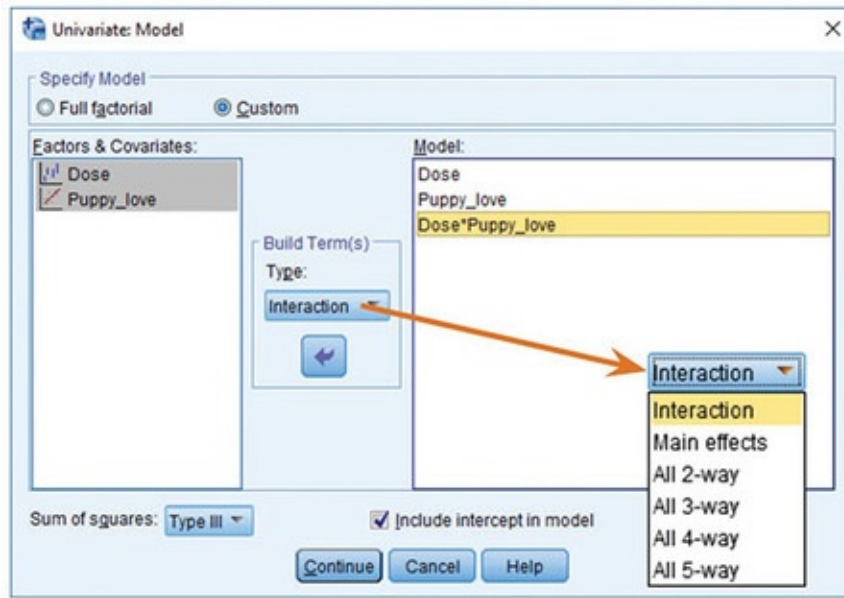 Univariate: Model
Specify Model
Full factorial
Custom
Factors & Covariates:
Dose
Puppy_love
Build Term(s)
Type:
Interaction
Model:
Dose
Puppy_love
Dose*Puppy_love
Interaction
Interaction
Main effects
All 2-way
All 3-way
All 4-way
All 5-way
Sum of squares: Type III
Include intercept in model
Continue Cancel Help